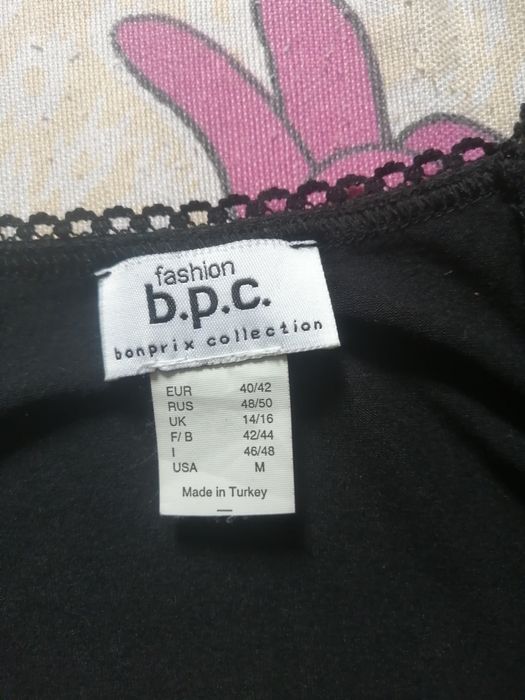 fashion
b.p.c.
bonprix collection
EUR 40/42
RUS 48/50
UK 14/16
F/B 42/44
I 46/48
USA M
Made in Turkey